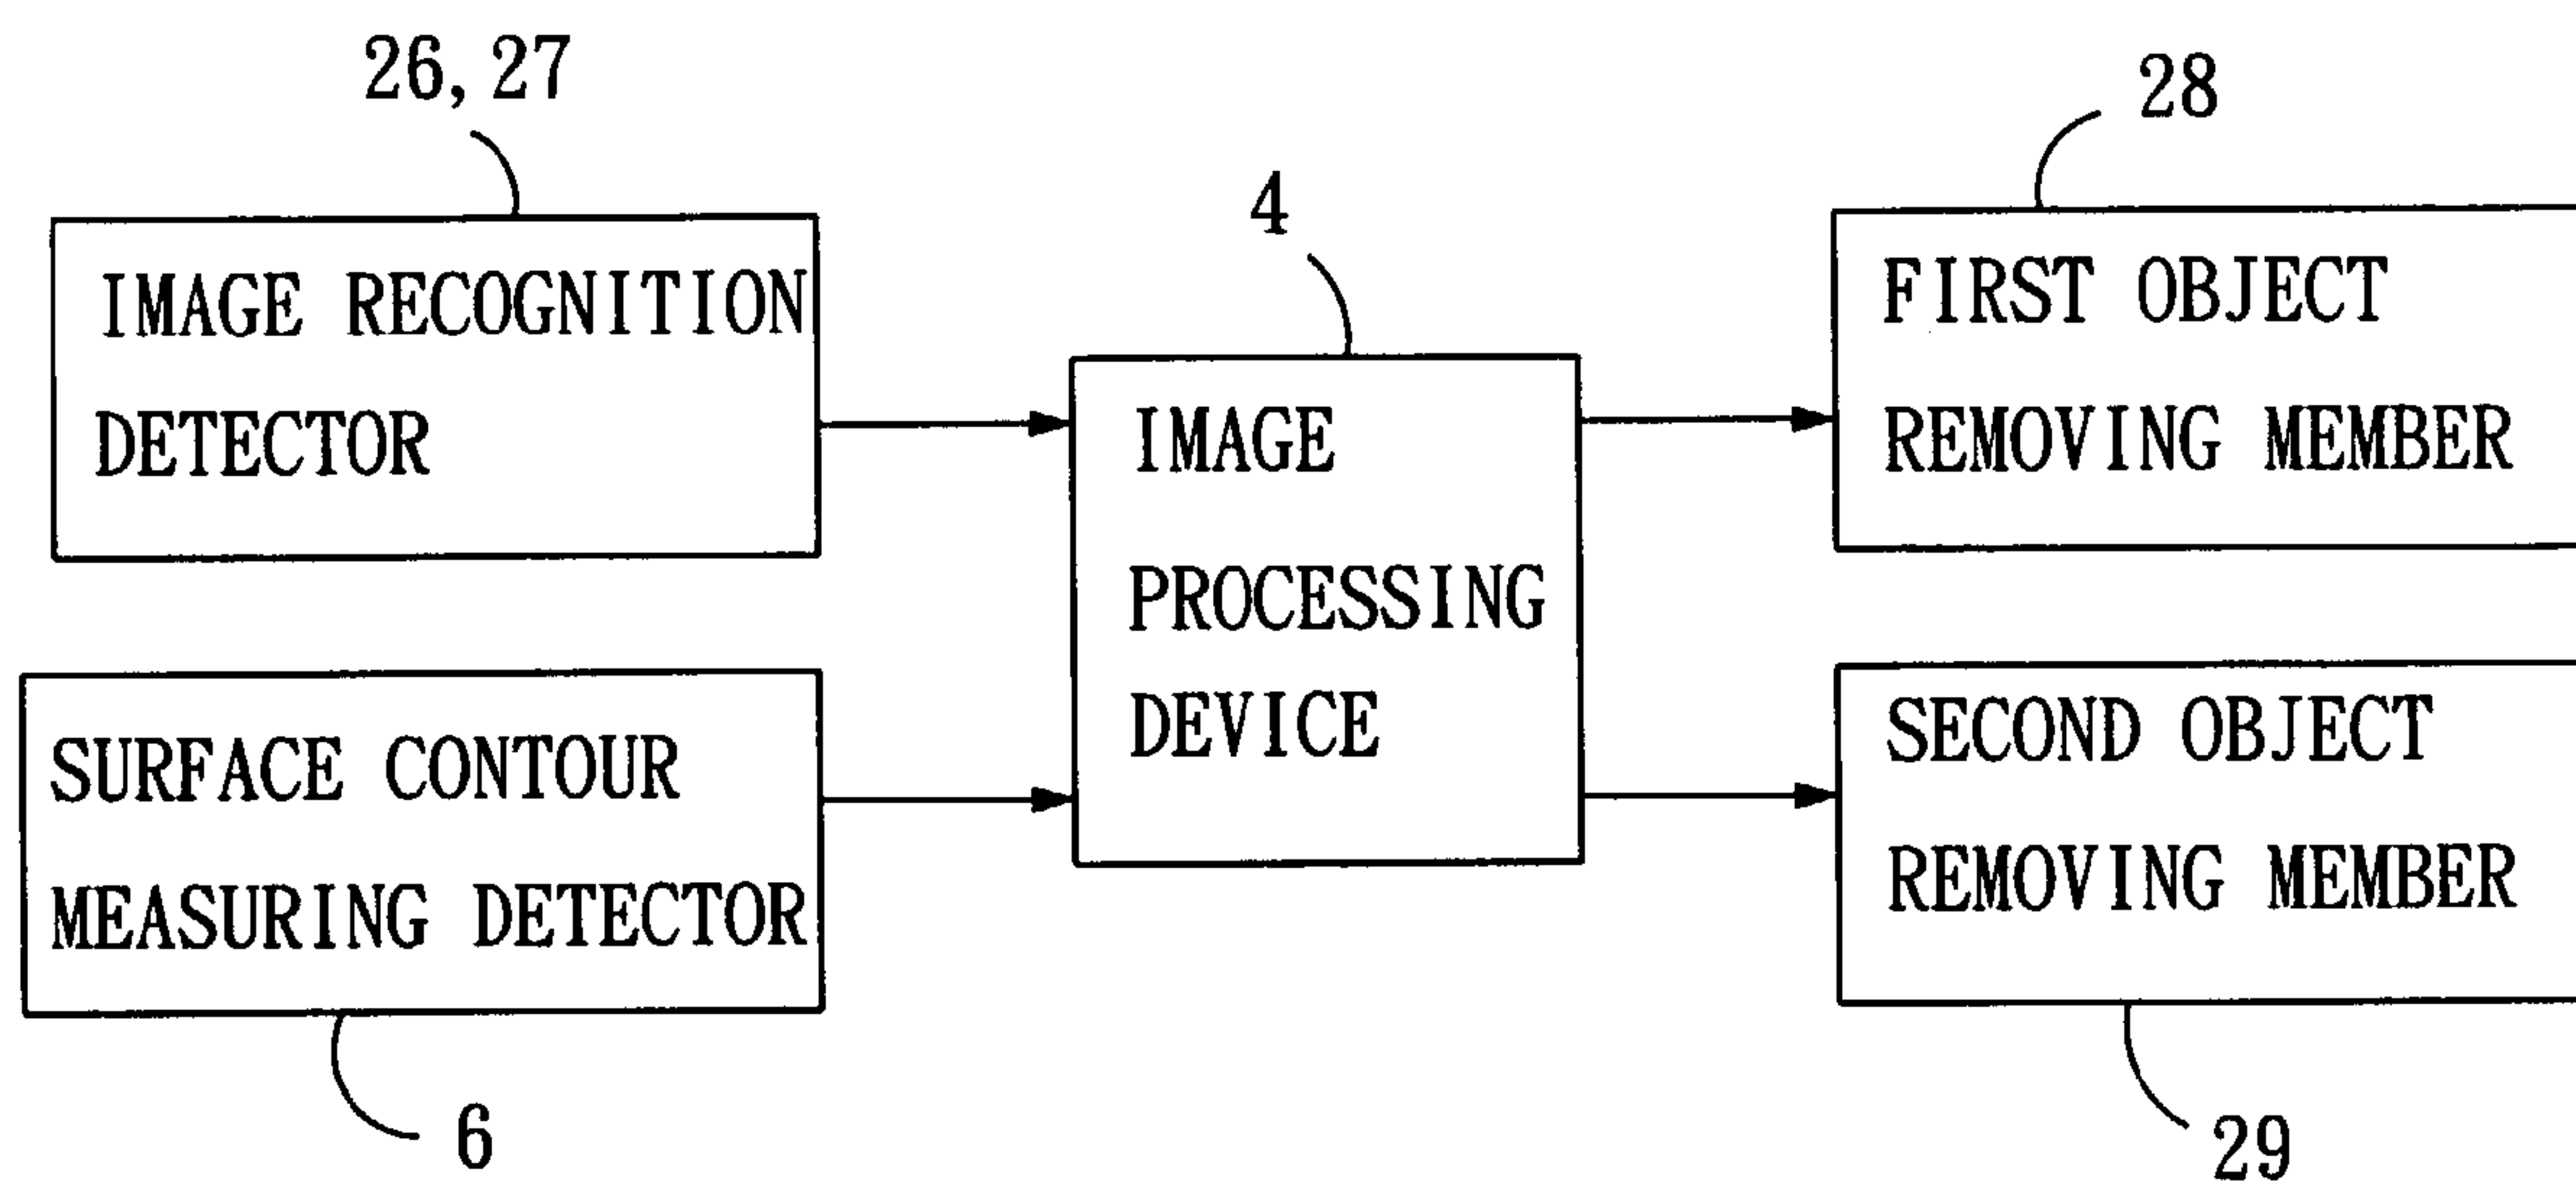 26, 27
IMAGE RECOGNITION
DETECTOR
SURFACE CONTOUR
MEASURING DETECTOR
6
4
IMAGE
PROCESSING
DEVICE
28
FIRST OBJECT
REMOVING MEMBER
SECOND OBJECT
REMOVING MEMBER
29